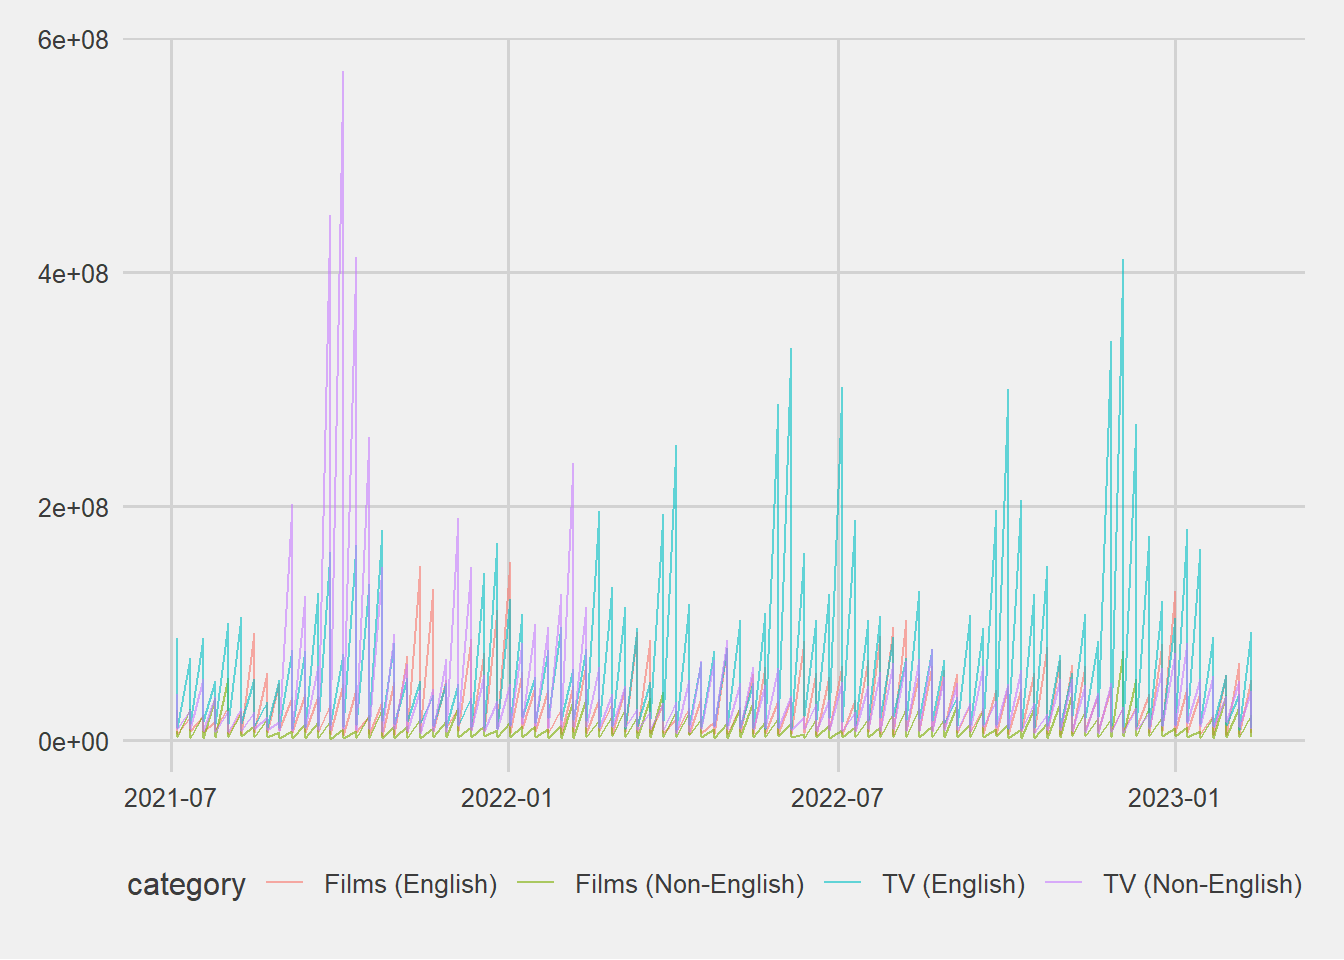 6e+08
4e+08
2e+08
0e+00
2021-07 2022-01 2022-07 2023-01
category Films (English) Films (Non-English) TV (English) TV (Non-English)